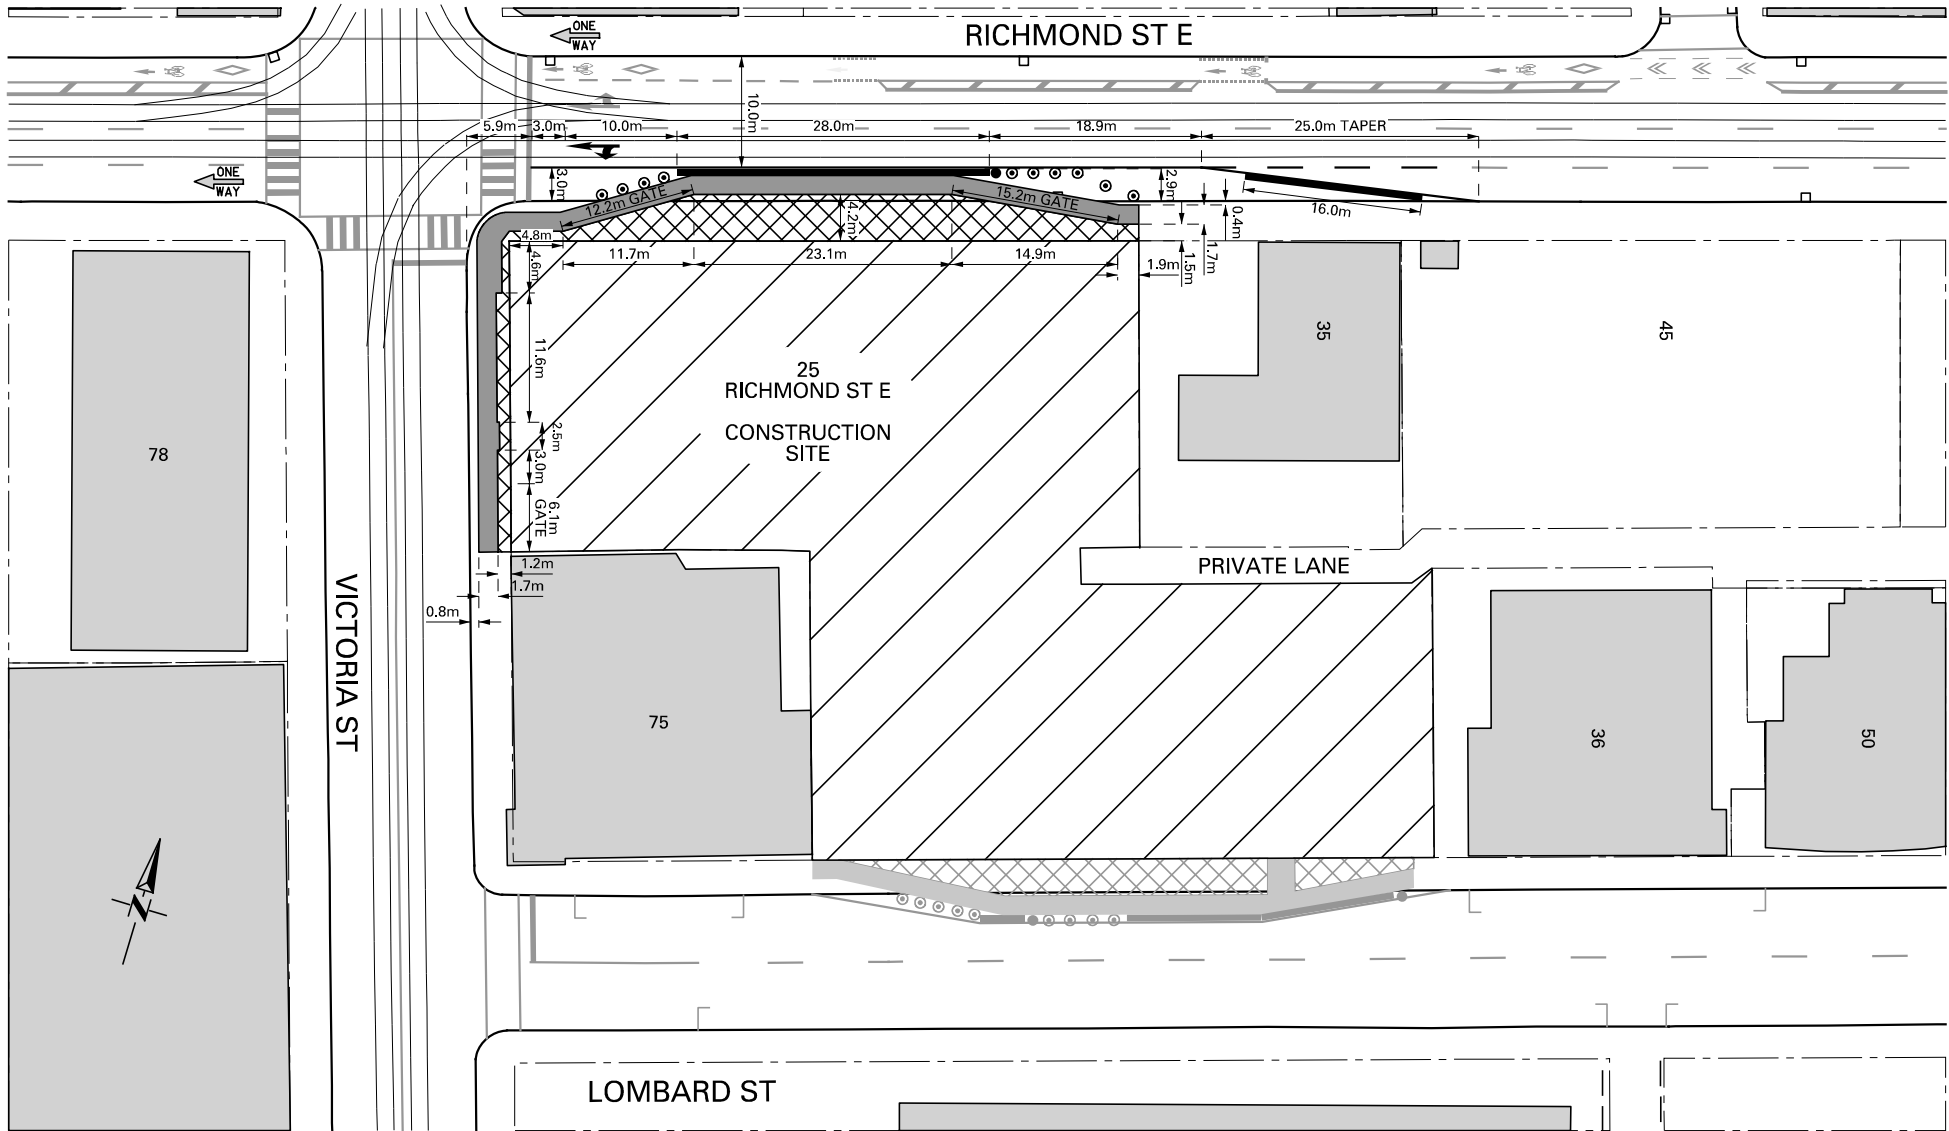 ONE
WAY
RICHMOND ST E
5.9m
3.0m
10.0m
28.0m
10.0m
18.9m
25.0m TAPER
ONE
WAY
3.0m
12.2m GATE
15.2m GATE
2.9m
16.0m
0.4m
4.2m
4.8m
4.6m
11.7m
23.1m
14.9m
1.9m
1.5m
1.7m
11.6m
2.5m
3.0m
6.1m
GATE
25
RICHMOND ST E
CONSTRUCTION
SITE
35
45
78
PRIVATE LANE
1.2m
1.7m
0.8m
VICTORIA ST
75
36
50
N
LOMBARD ST